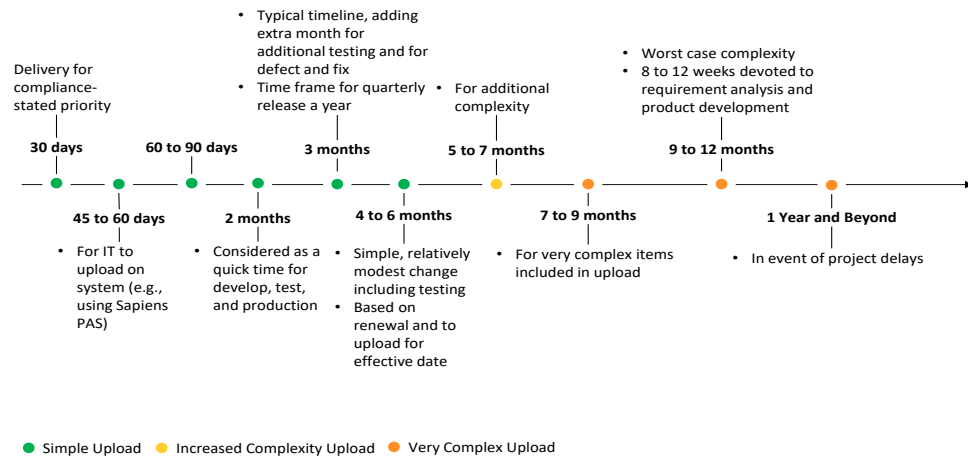 Delivery for
compliance-
stated priority
30 days
45 to 60 days
• For IT to
upload on
system (e.g.,
using Sapiens
PAS)
60 to 90 days
2 months
• Considered as a
quick time for
develop, test,
and production
• Typical timeline, adding
extra month for
additional testing and for
defect and fix
• Time frame for quarterly
release a year
3 months
4 to 6 months
• Simple, relatively
modest change
including testing
• Based on
renewal and to
upload for
effective date
• For additional
complexity
5 to 7 months
7 to 9 months
• For very complex items
included in upload
• Worst case complexity
• 8 to 12 weeks devoted to
requirement analysis and
product development
9 to 12 months
1 Year and Beyond
• In event of project delays
Simple Upload
Increased Complexity Upload
Very Complex Upload